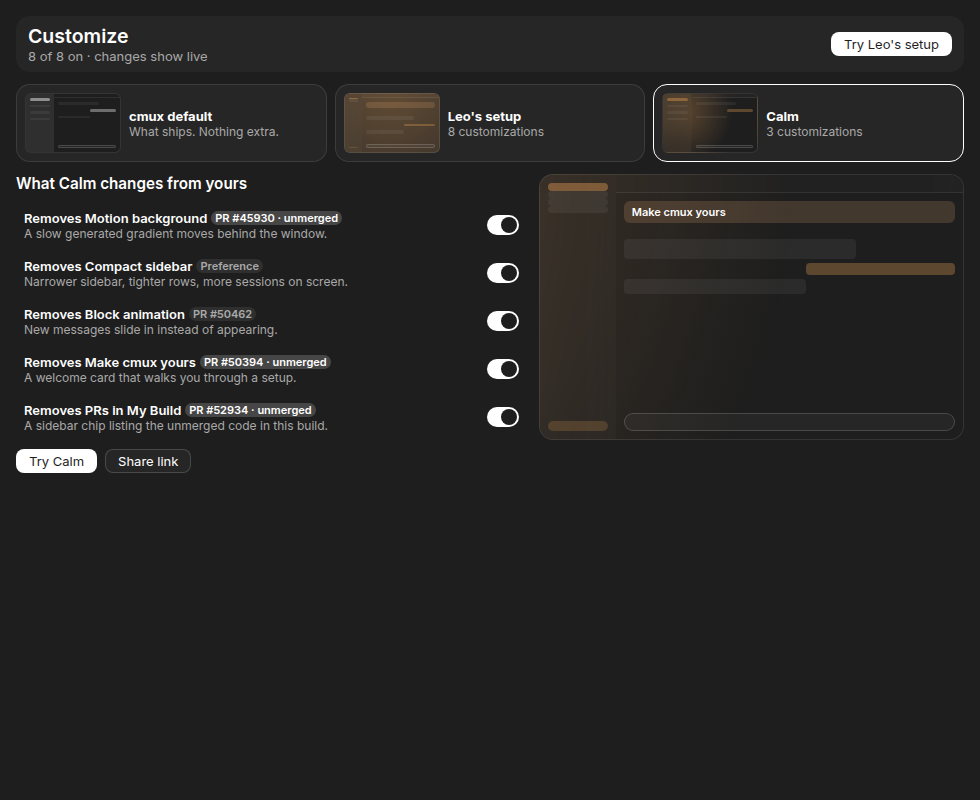 Customize
8 of 8 on · changes show live
Try Leo's setup
cmux default
What ships. Nothing extra.
Leo's setup
8 customizations
Calm
3 customizations
What Calm changes from yours
Removes Motion background PR #45930 · unmerged
A slow generated gradient moves behind the window.
Removes Compact sidebar Preference
Narrower sidebar, tighter rows, more sessions on screen.
Removes Block animation PR #50462
New messages slide in instead of appearing.
Removes Make cmux yours PR #50394 · unmerged
A welcome card that walks you through a setup.
Removes PRs in My Build PR #52934 · unmerged
A sidebar chip listing the unmerged code in this build.
Make cmux yours
Try Calm
Share link